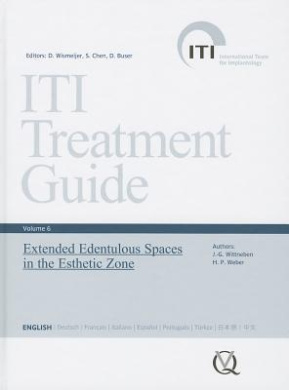 Editors: D. Wismeijer, S. Chen, D. Buser
ITI
International Team
for Implantology
ITI
Treatment
Guide
Volume 6
Extended Edentulous Spaces
in the Esthetic Zone
Authors:
J.-G. Wittneben
H. P. Weber
ENGLISH | Deutsch | Français | Italiano | Español | Português | Türkçe | 日本語 | 中文